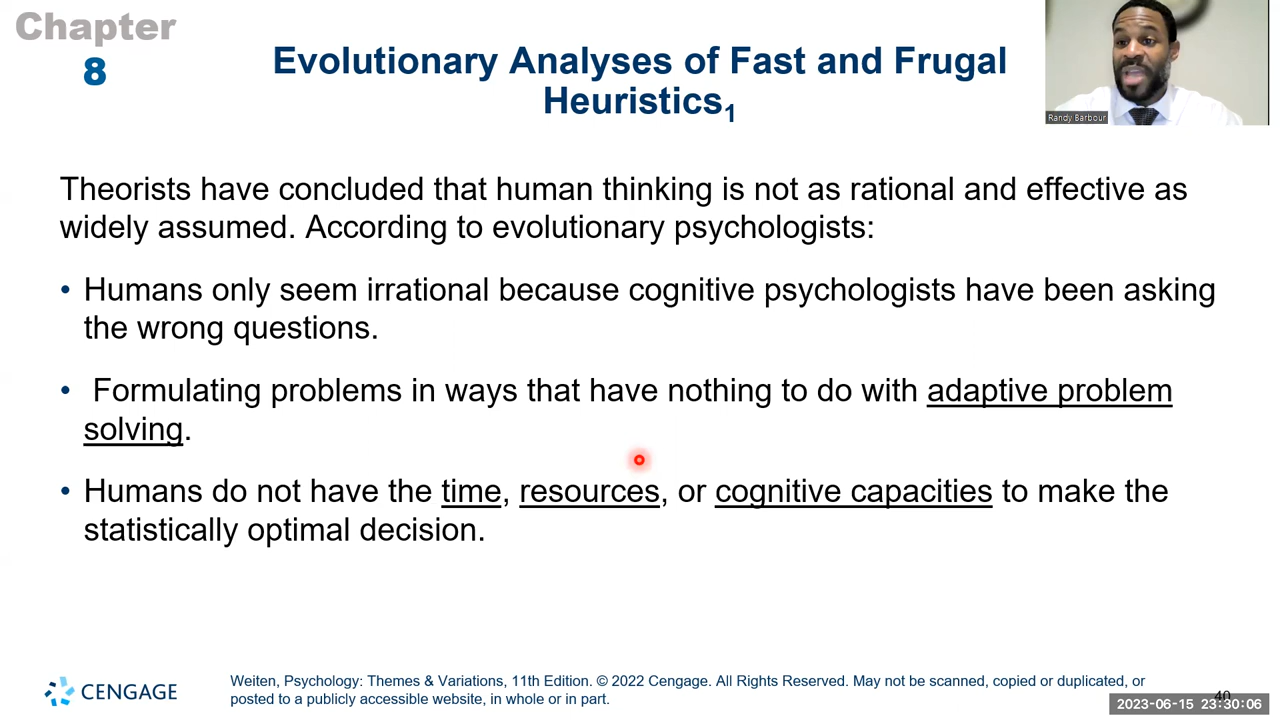 Chapter
8
Evolutionary Analyses of Fast and Frugal
Heuristics1
Randy Barbour
Theorists have concluded that human thinking is not as rational and effective as
widely assumed. According to evolutionary psychologists:
• Humans only seem irrational because cognitive psychologists have been asking
the wrong questions.
• Formulating problems in ways that have nothing to do with adaptive problem
solving.
• Humans do not have the time, resources, or cognitive capacities to make the
statistically optimal decision.
CENGAGE
Weiten, Psychology: Themes & Variations, 11th Edition. © 2022 Cengage. All Rights Reserved. May not be scanned, copied or duplicated, or
posted to a publicly accessible website, in whole or in part.
40
2023-06-15 23:30:06